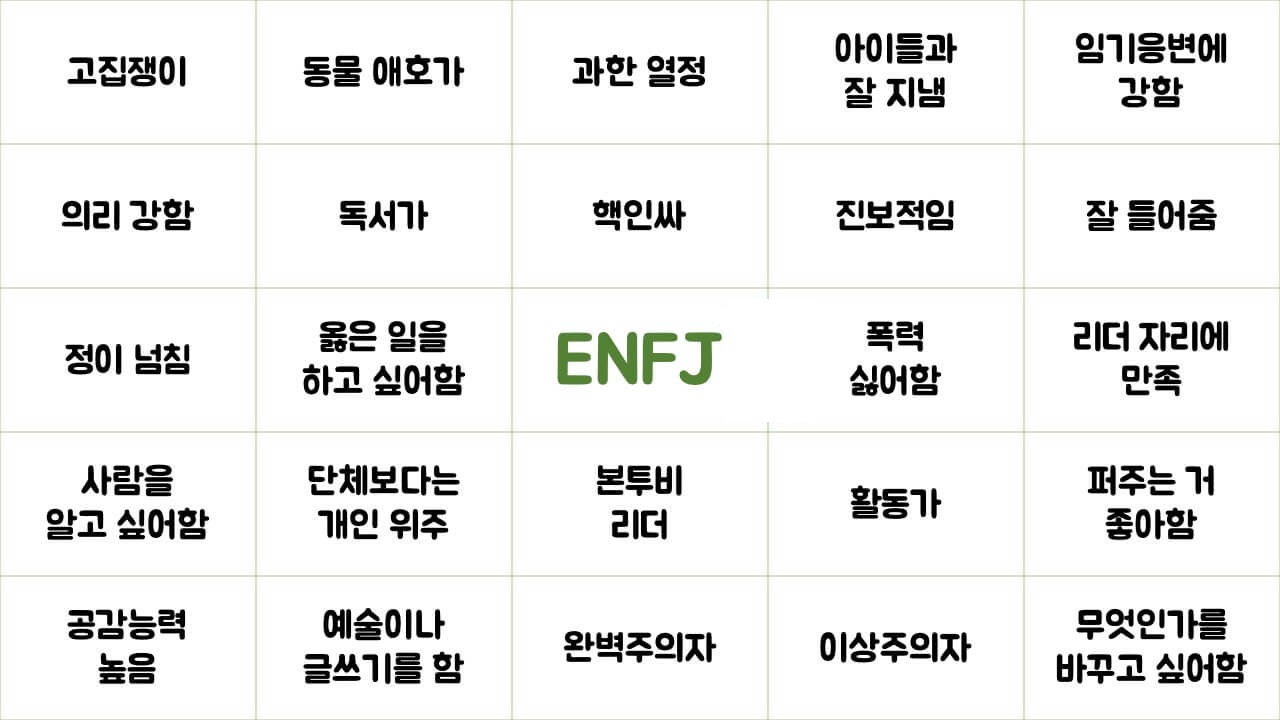 고집쟁이
동물 애호가
과한 열정
아이들과
잘 지냄
임기응변에
강함
의리 강함
독서가
핵인싸
진보적임
잘 들어줌
정이 넘침
옳은 일을
하고 싶어함
ENFJ
폭력
싫어함
리더 자리에
만족
사람을
알고 싶어함
단체보다는
개인 위주
본투비
리더
활동가
퍼주는 거
좋아함
공감능력
높음
예술이나
글쓰기를 함
완벽주의자
이상주의자
무엇인가를
바꾸고 싶어함